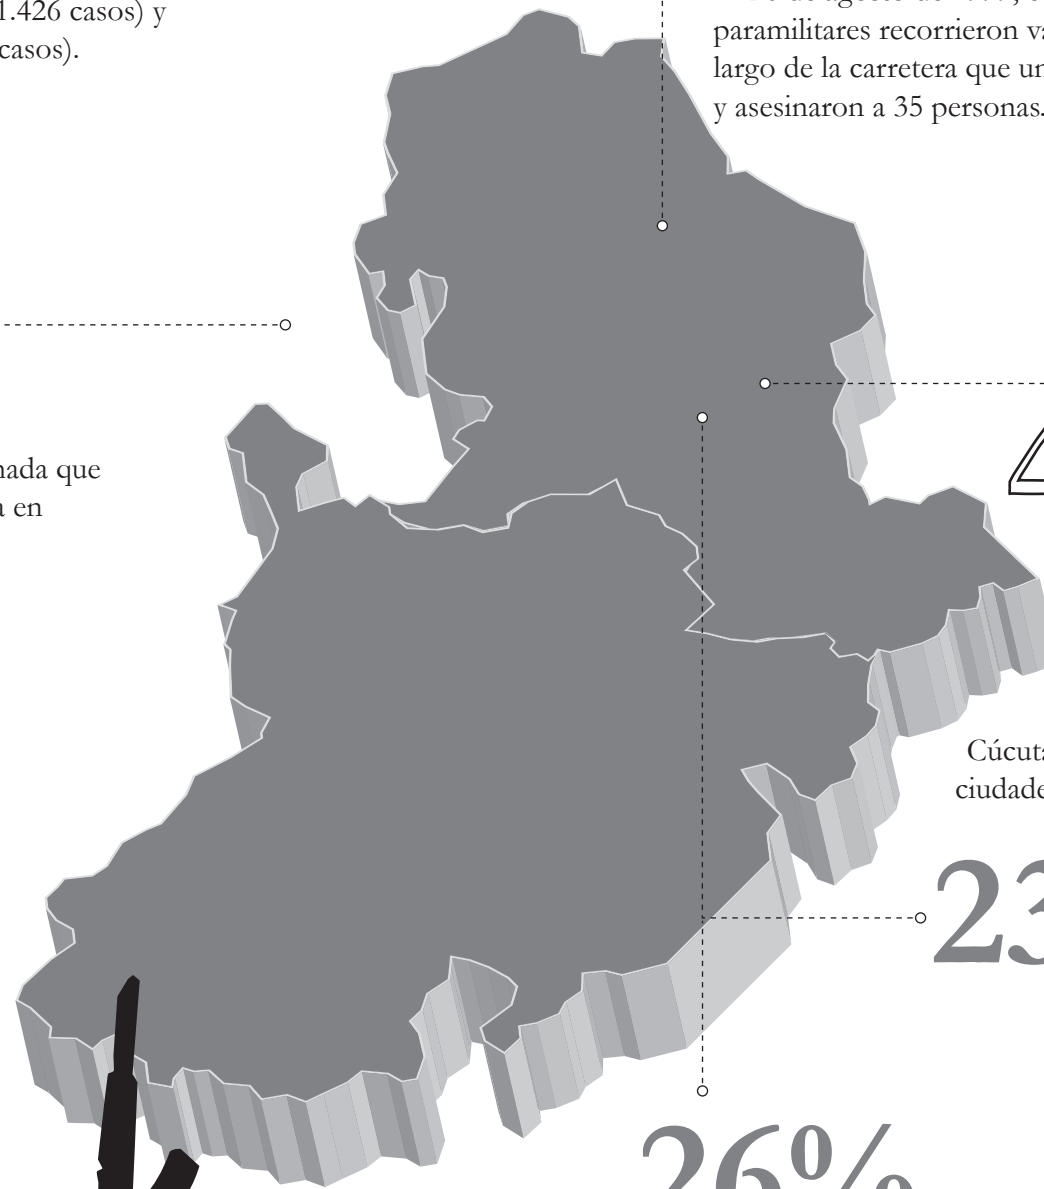 1.426 casos) y
casos).
paramilitares recorrieron va
largo de la carretera que un
y asesinaron a 35 personas.
nada que
a en
Cúcuta
ciudade
23
26%